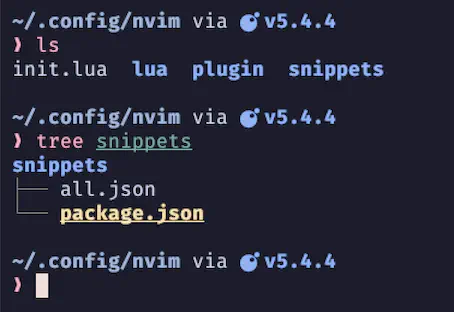 ~/.config/nvim via v5.4.4
❱ ls
init.lua lua plugin snippets
~/.config/nvim via v5.4.4
❱ tree snippets
snippets
├── all.json
└── package.json
~/.config/nvim via v5.4.4
❱